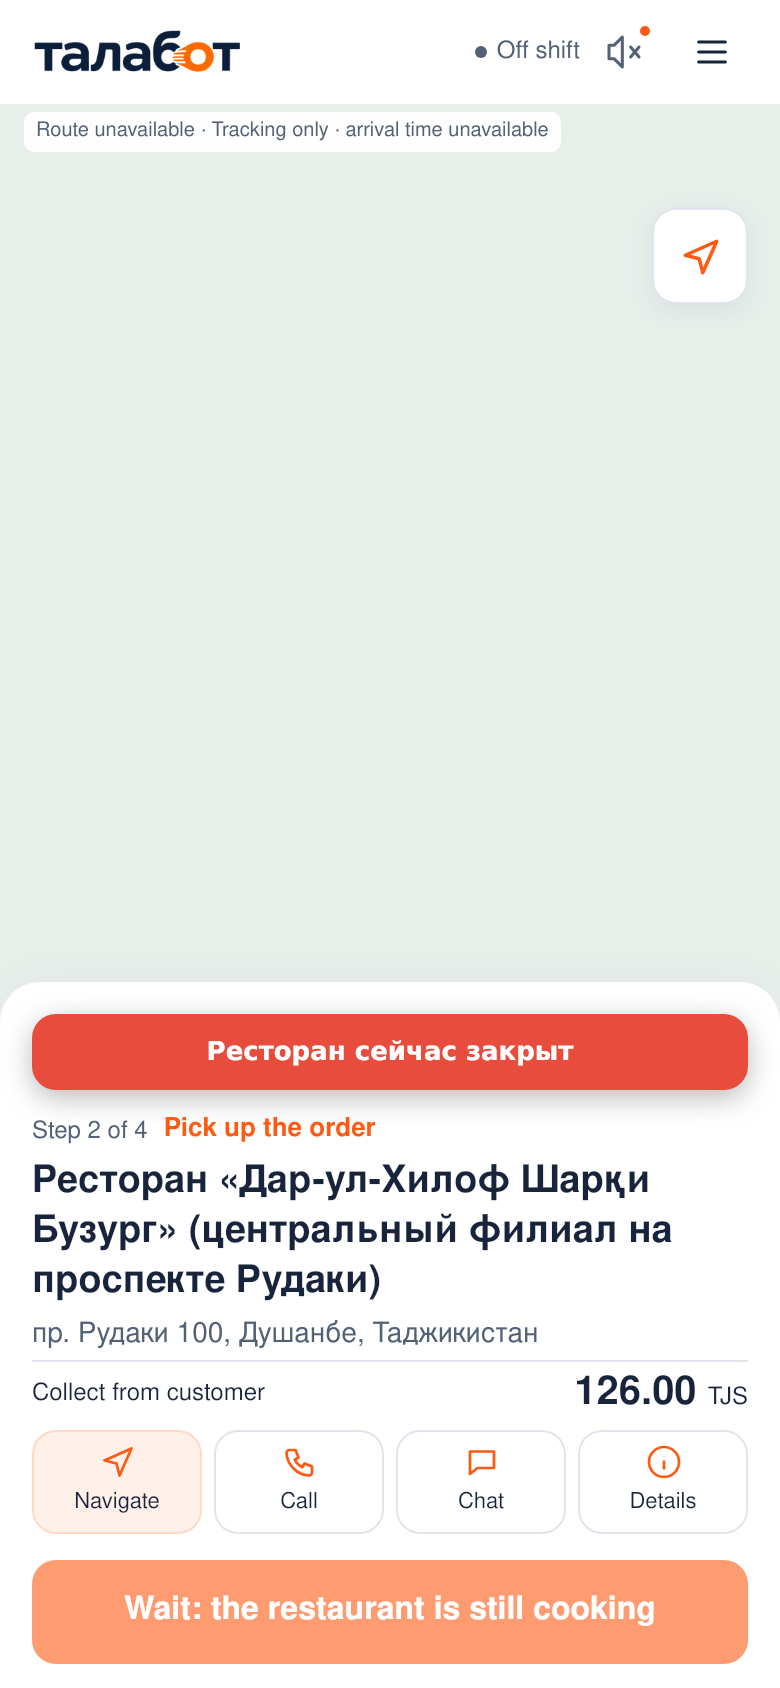 талабот
Off shift
Route unavailable · Tracking only · arrival time unavailable
Ресторан сейчас закрыт
Step 2 of 4 Pick up the order
Ресторан «Дар-ул-Хилоф Шарқи
Бузург» (центральный филиал на
проспекте Рудаки)
пр. Рудаки 100, Душанбе, Таджикистан
Collect from customer 126.00 TJS
Navigate Call Chat Details
Wait: the restaurant is still cooking